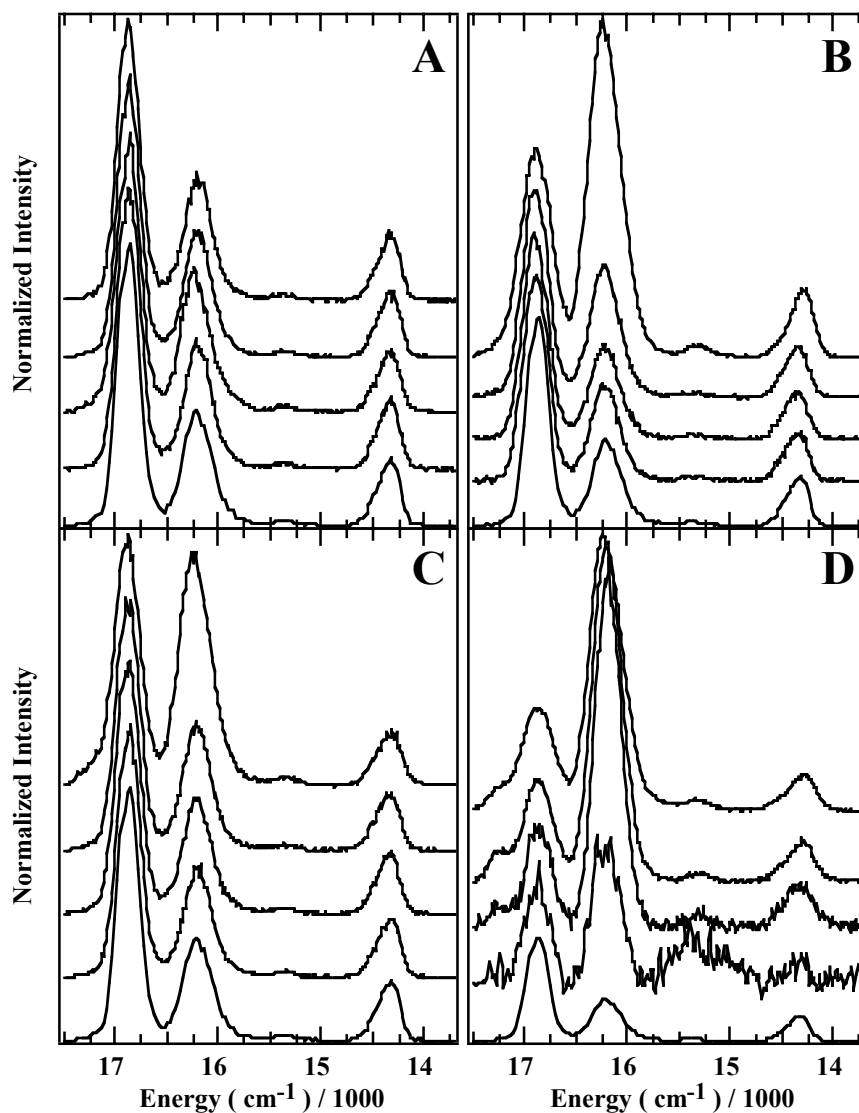 A
B
Normalized Intensity
C
D
Normalized Intensity
17 16 15 14
17 16 15 14
Energy ( cm-1 ) / 1000
Energy ( cm-1 ) / 1000